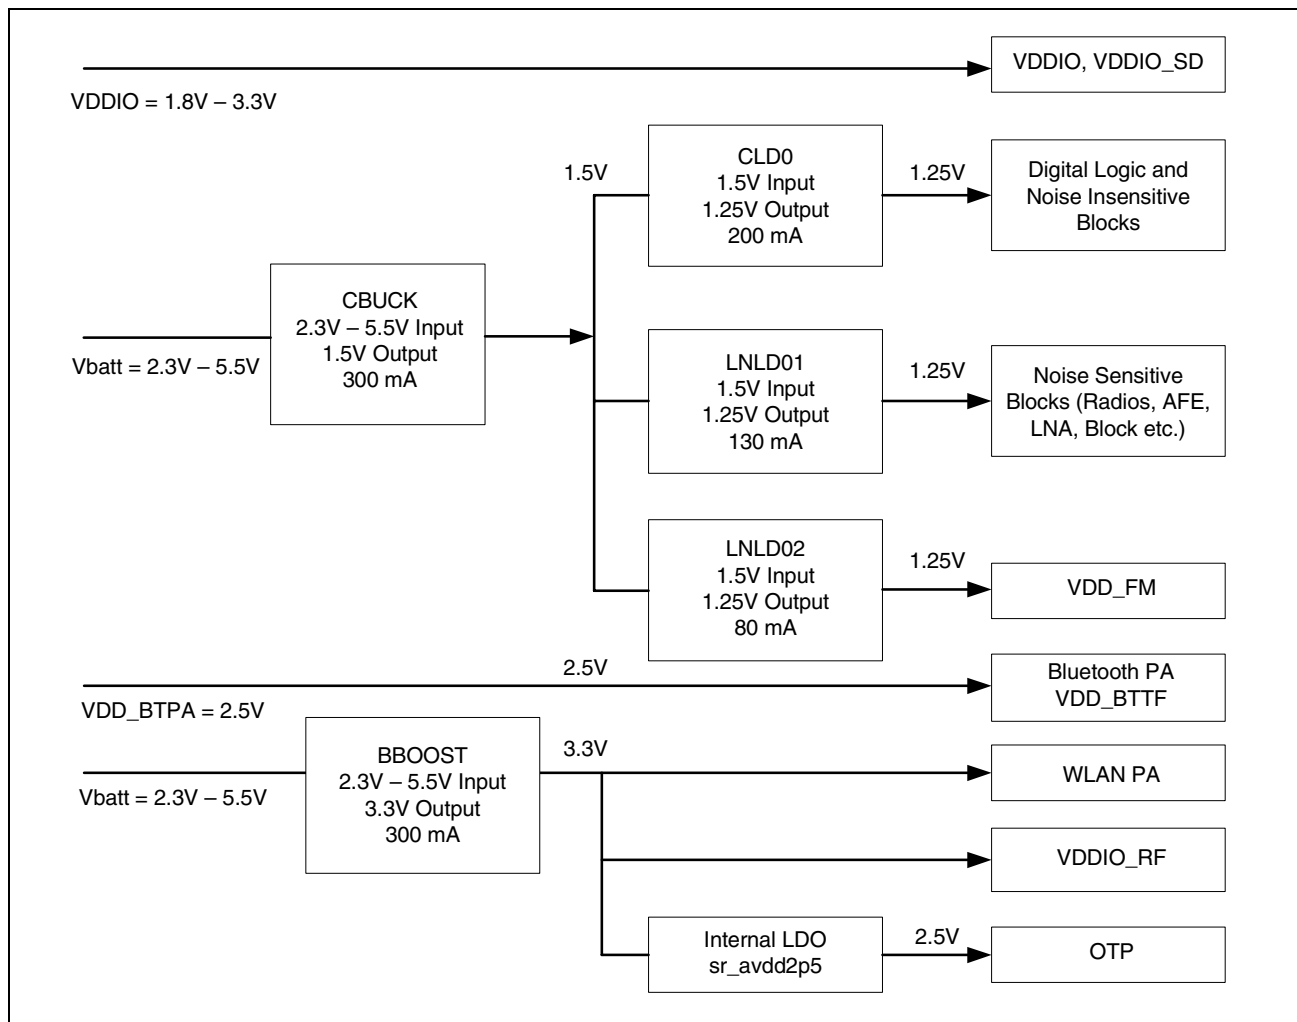 VDDIO, VDDIO_SD
VDDIO = 1.8V – 3.3V
CLD0
1.5V Input
1.25V Output
200 mA
1.5V
1.25V
Digital Logic and
Noise Insensitive
Blocks
CBUCK
2.3V – 5.5V Input
1.5V Output
300 mA
Vbatt = 2.3V – 5.5V
LNLD01
1.5V Input
1.25V Output
130 mA
1.25V
Noise Sensitive
Blocks (Radios, AFE,
LNA, Block etc.)
LNLD02
1.5V Input
1.25V Output
80 mA
1.25V
VDD_FM
2.5V
VDD_BTPA = 2.5V
Bluetooth PA
VDD_BTTF
BBOOST
2.3V – 5.5V Input
3.3V Output
300 mA
Vbatt = 2.3V – 5.5V
3.3V
WLAN PA
VDDIO_RF
Internal LDO
sr_avdd2p5
2.5V
OTP